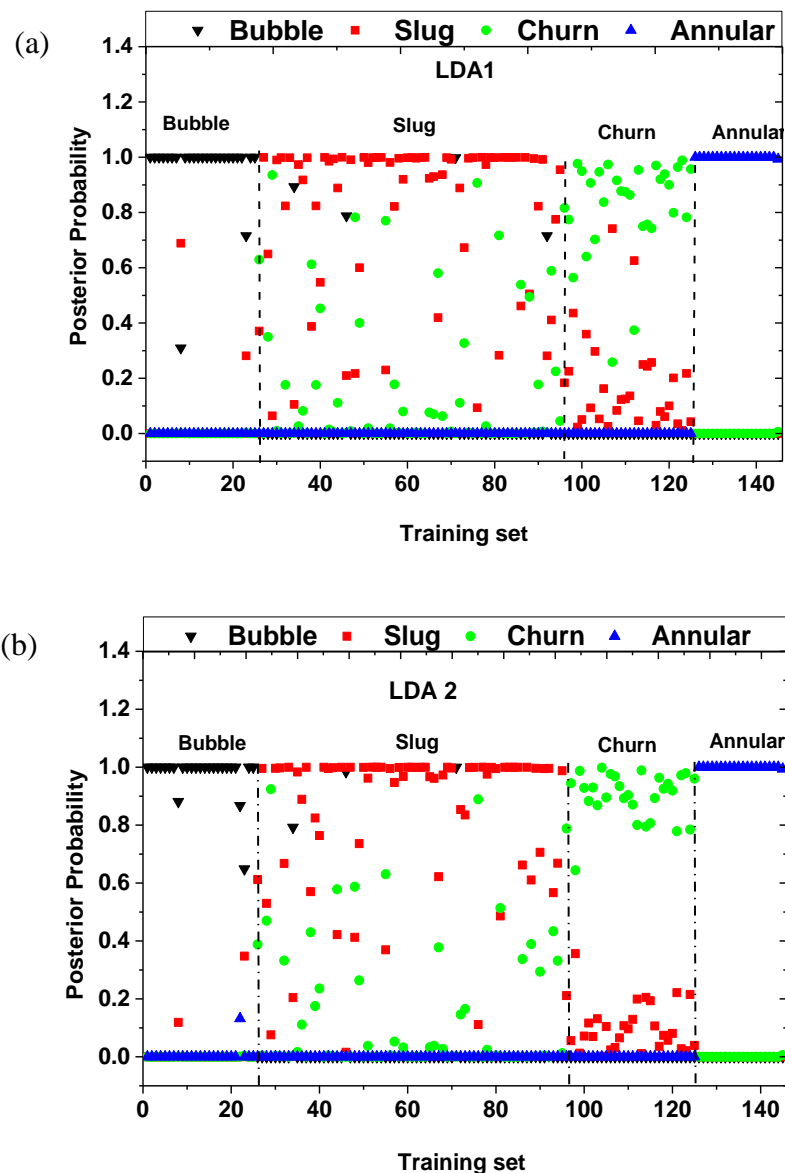 (a)
Bubble Slug Churn Annular
LDA1
Bubble Slug Churn Annular
1.4
1.2
1.0
0.8
0.6
0.4
0.2
0.0
Posterior Probability
0 20 40 60 80 100 120 140
Training set
(b)
Bubble Slug Churn Annular
LDA 2
Bubble Slug Churn Annular
1.4
1.2
1.0
0.8
0.6
0.4
0.2
0.0
Posterior Probability
0 20 40 60 80 100 120 140
Training set